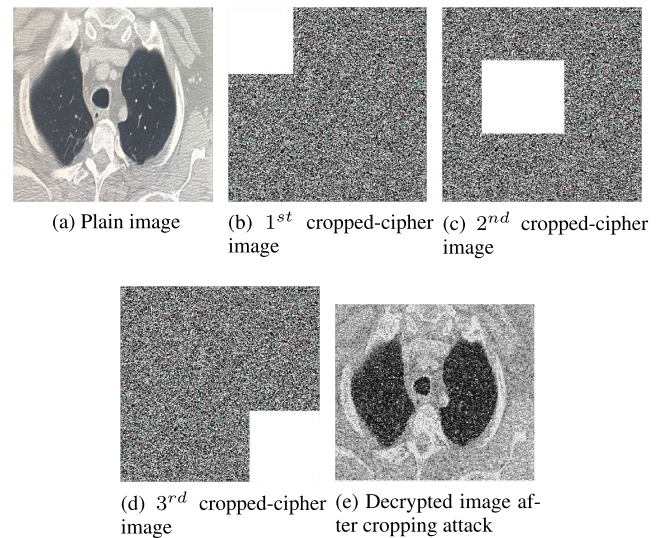 (a) Plain image
(b) 1st cropped-cipher
image
(c) 2nd cropped-cipher
image
(d) 3rd cropped-cipher
image
(e) Decrypted image af-
ter cropping attack